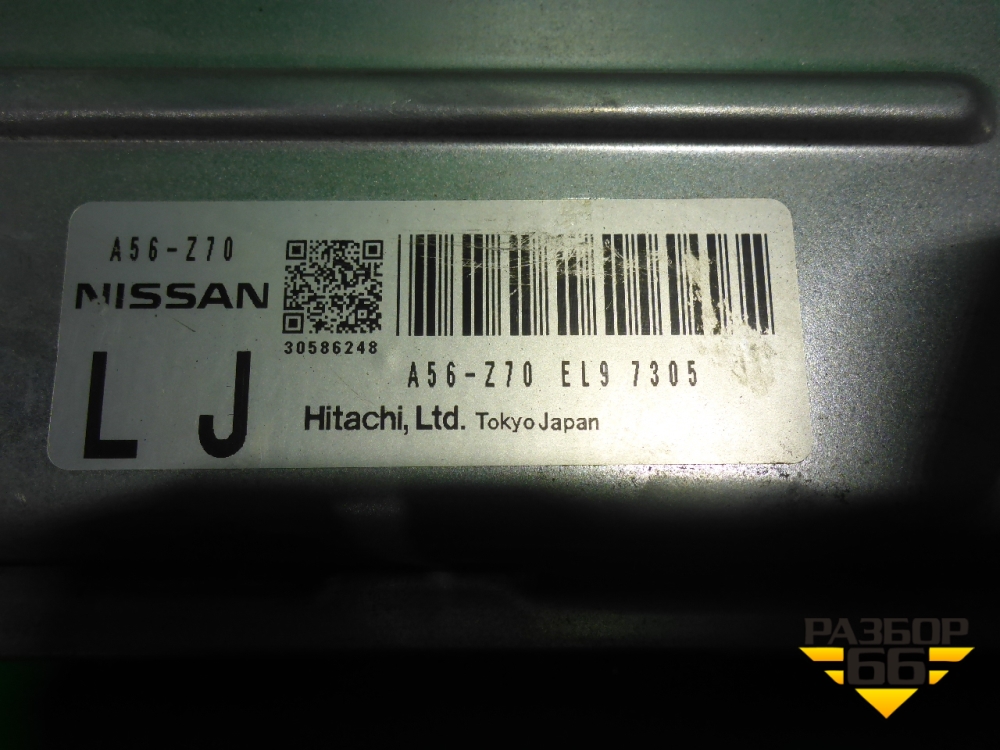 A56-Z70
NISSAN
30586248
L J
A56-Z70 EL9 7305
Hitachi, Ltd. Tokyo Japan
РАЗБОР
66